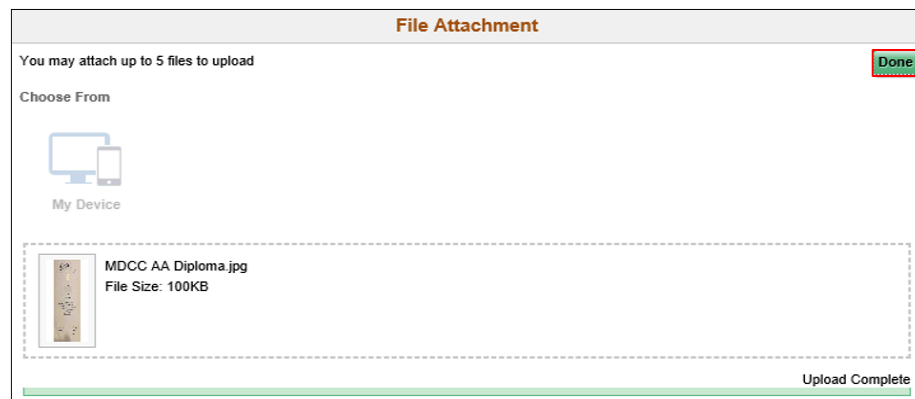 File Attachment
You may attach up to 5 files to upload
Done
Choose From
My Device
MDCC AA Diploma.jpg
File Size: 100KB
Upload Complete